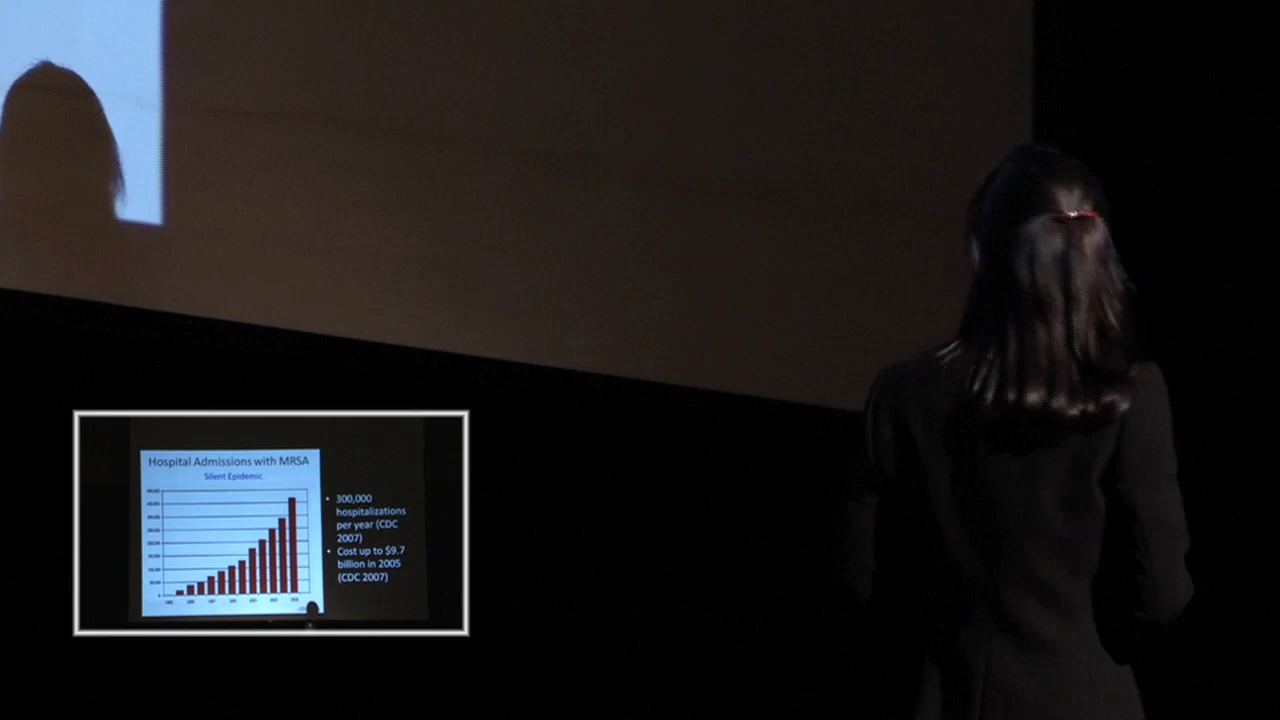 Hospital Admissions with MRSA
Silent Epidemic
• 300,000
hospitalizations
per year (CDC
2007)
• Cost up to $9.7
billion in 2005
(CDC 2007)